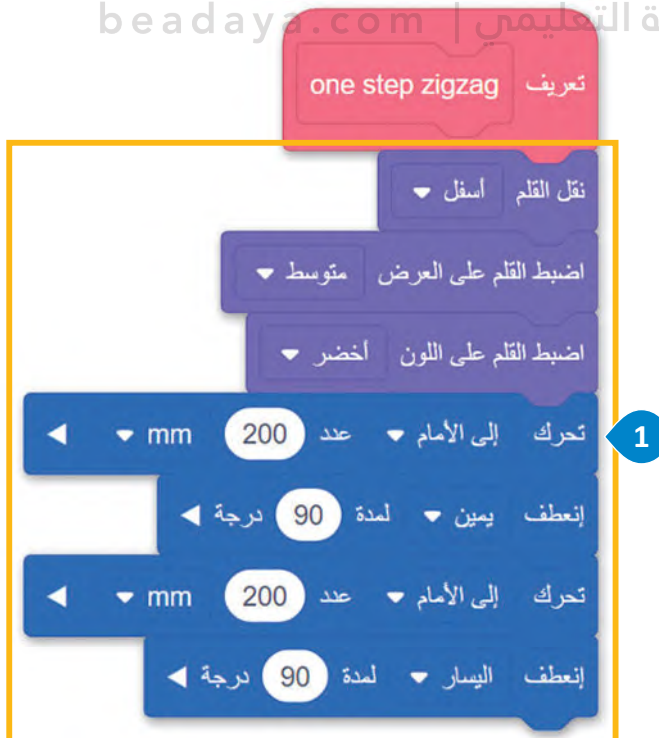 beadaya.com | ة التعليمي
تعريف one step zigzag
نقل القلم أسفل
اضبط القلم على العرض متوسط
اضبط القلم على اللون أخضر
تحرك إلى الأمام عدد 200 mm
1
إنعطف يمين لمدة 90 درجة
تحرك إلى الأمام عدد 200 mm
إنعطف اليسار لمدة 90 درجة